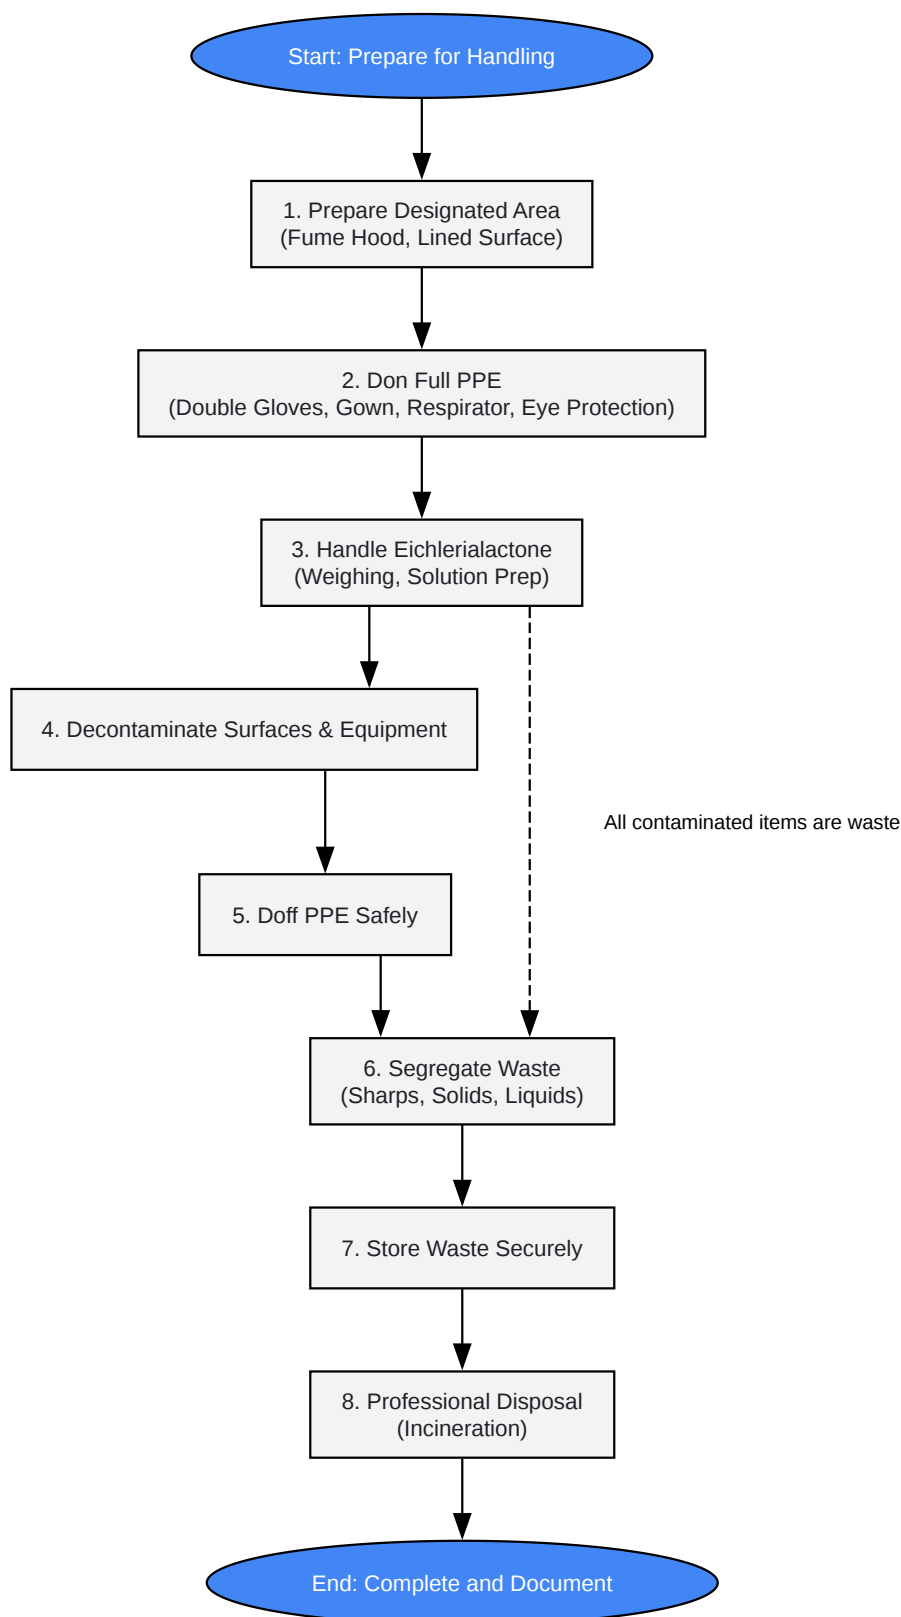 Start: Prepare for Handling
1. Prepare Designated Area
(Fume Hood, Lined Surface)
2. Don Full PPE
(Double Gloves, Gown, Respirator, Eye Protection)
3. Handle Eichlerialactone
(Weighing, Solution Prep)
4. Decontaminate Surfaces & Equipment
All contaminated items are waste
5. Doff PPE Safely
6. Segregate Waste
(Sharps, Solids, Liquids)
7. Store Waste Securely
8. Professional Disposal
(Incineration)
End: Complete and Document